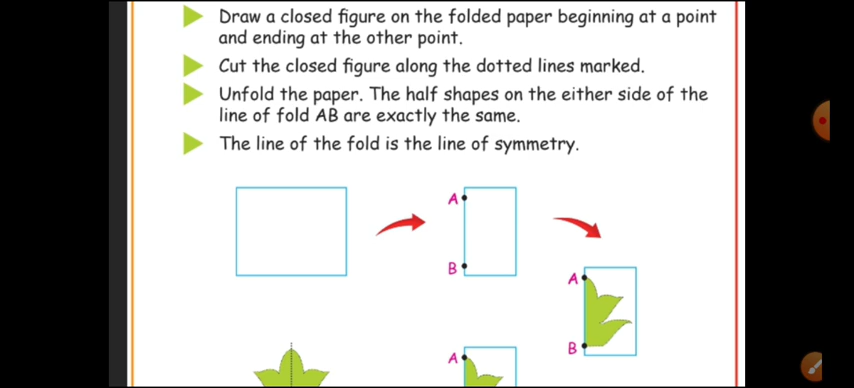 Draw a closed figure on the folded paper beginning at a point
and ending at the other point.
Cut the closed figure along the dotted lines marked.
Unfold the paper. The half shapes on the either side of the
line of fold AB are exactly the same.
The line of the fold is the line of symmetry.
A
B
A
B
A